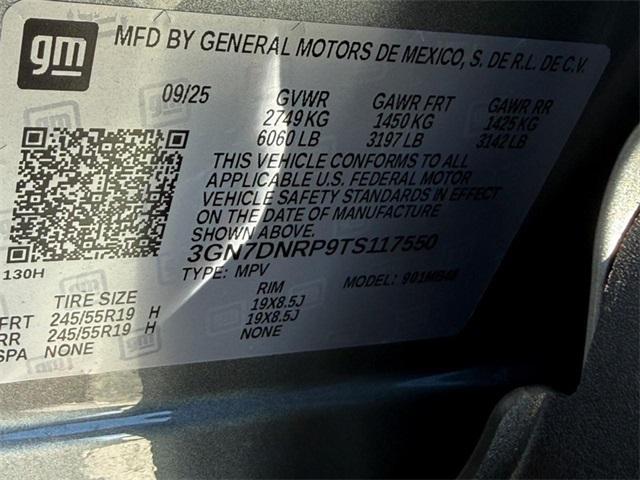 gm
MFD BY GENERAL MOTORS DE MEXICO, S. DE R.L. DE C.V.
09/25 GVWR GAWR FRT GAWR RR
2749 KG 1450 KG 1425 KG
6060 LB 3197 LB 3142 LB
THIS VEHICLE CONFORMS TO ALL
APPLICABLE U.S. FEDERAL MOTOR
VEHICLE SAFETY STANDARDS IN EFFECT
ON THE DATE OF MANUFACTURE
SHOWN ABOVE.
3GN7DNRP9TS117550
130H TYPE: MPV MODEL: 901MB48
TIRE SIZE RIM
FRT 245/55R19 H 19X8.5J
RR 245/55R19 H 19X8.5J
SPA NONE NONE